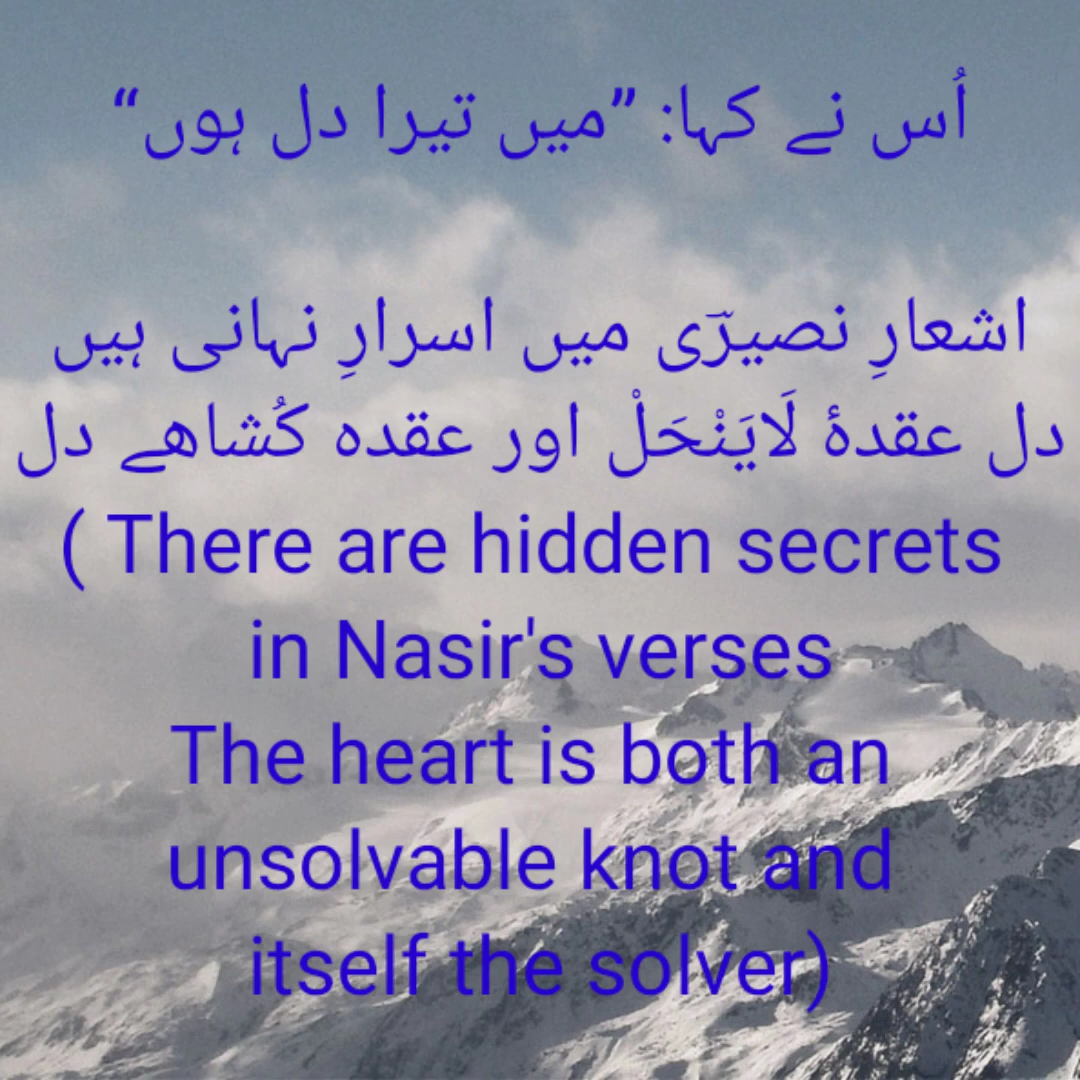 اُس نے کہا: ”میں تیرا دل ہوں“
اشعارِ نصیرؔی میں اسرارِ نہانی ہیں
دل عقدۂ لَایَنْحَلْ اور عقدہ کُشاھے دل
( There are hidden secrets
in Nasir's verses
The heart is both an
unsolvable knot and
itself the solver)